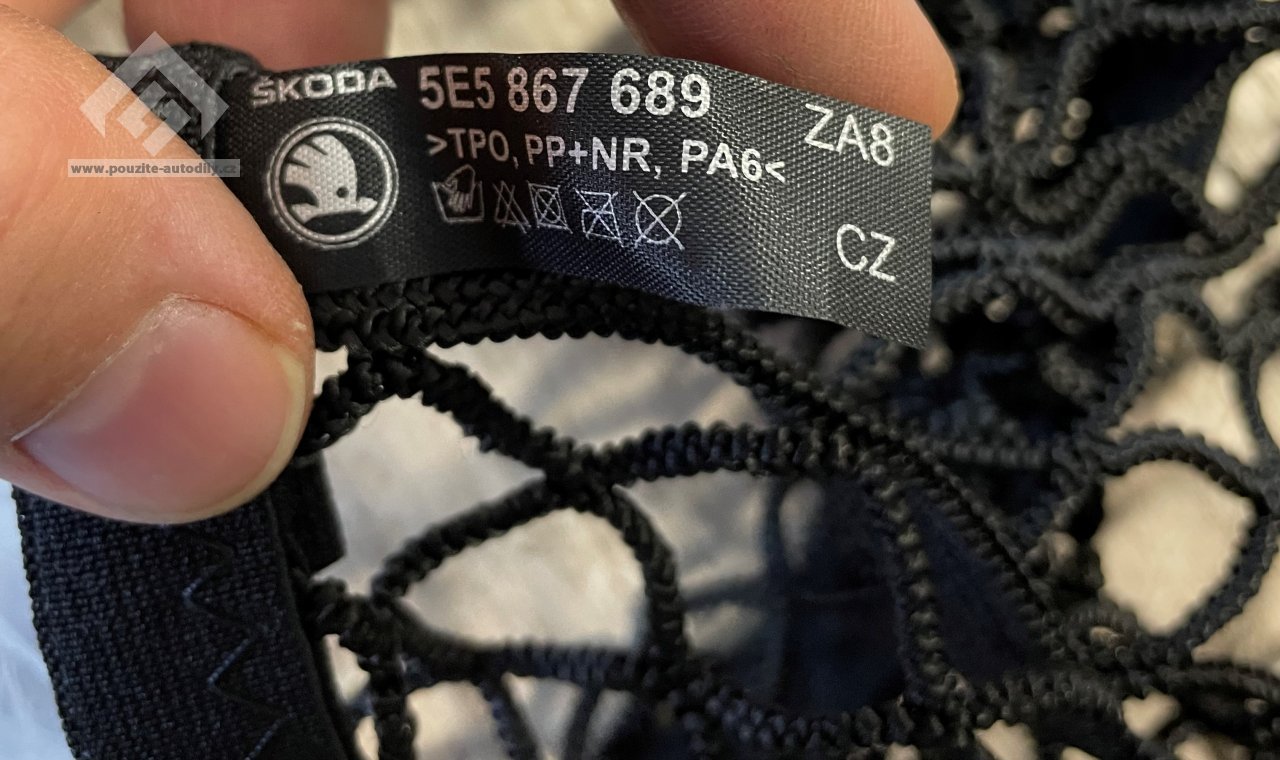 ŠKODA 5E5 867 689 ZA8
>TPO, PP+NR, PA6<
CZ
www.pouzite-autodily.cz